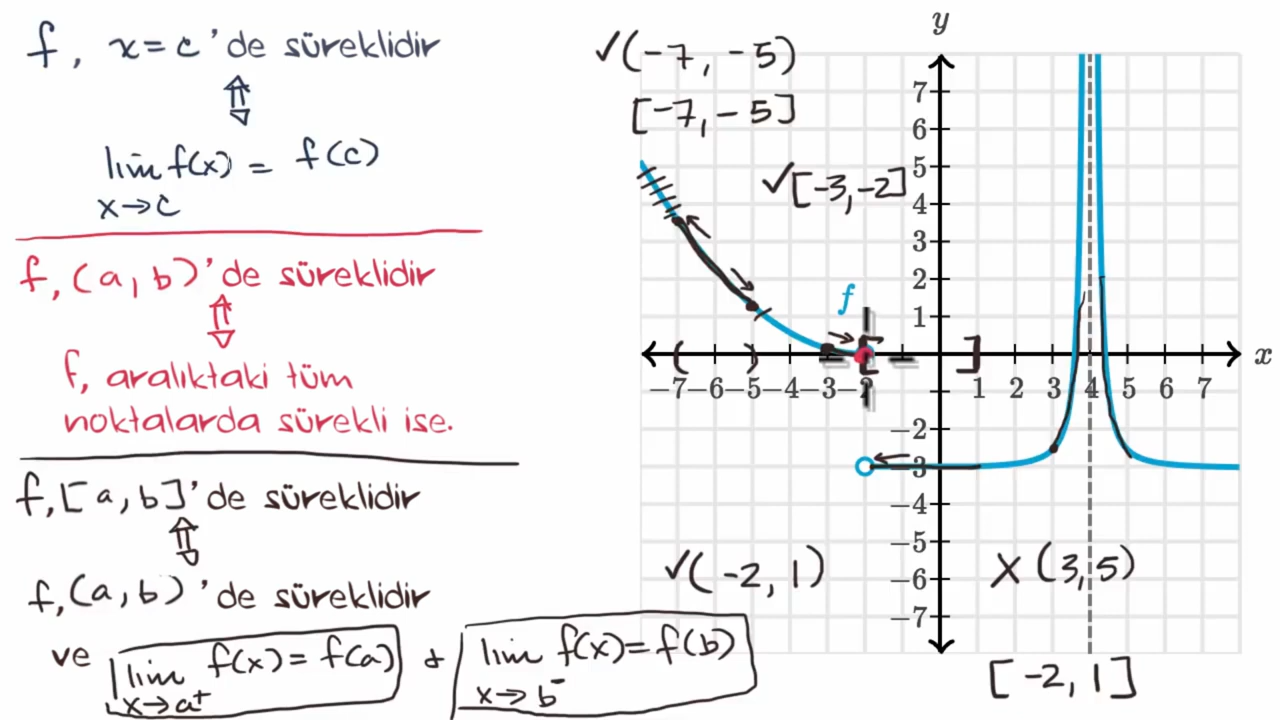 f, x=c'de süreklidir
⇕
lim f(x) = f(c)
x→c
f, (a, b)'de süreklidir
⇕
f, aralıktaki tüm
noktalarda sürekli ise.
f, [a, b]'de süreklidir
⇕
f, (a, b)'de süreklidir
ve lim f(x) = f(a) & lim f(x) = f(b)
x→a⁺ x→b⁻
y
✓(-7, -5)
[-7, -5]
✓[-3, -2]
7
6
5
4
3
2
1
f
( ) [ ] x
-7 -6 -5 -4 -3 -2 1 2 3 4 5 6 7
-2
-3
-4
-5
-6
-7
✓(-2, 1) X (3, 5)
[-2, 1]